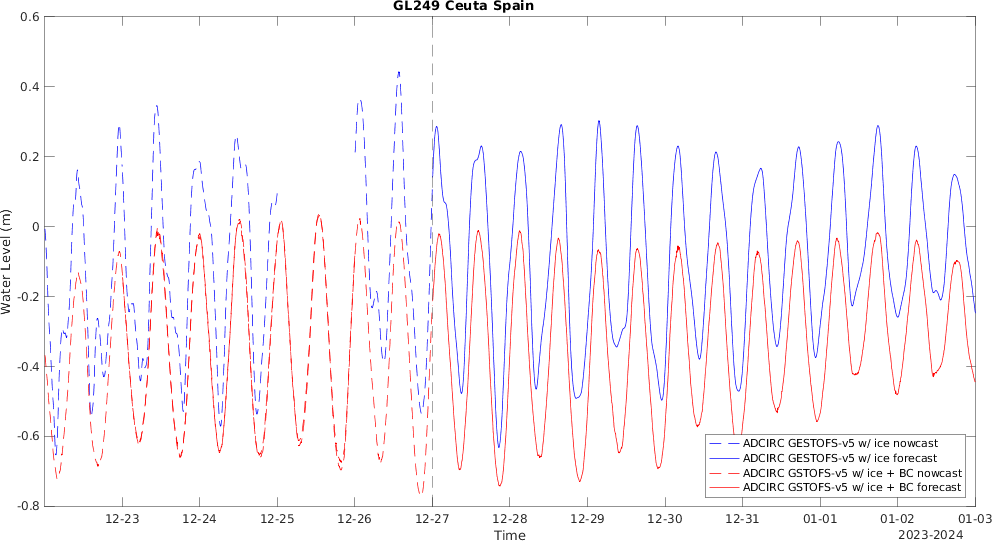 GL249 Ceuta Spain
0.6
0.4
0.2
0
-0.2
-0.4
-0.6
-0.8
Water Level (m)
12-23 12-24 12-25 12-26 12-27 12-28 12-29 12-30 12-31 01-01 01-02 01-03
Time
2023-2024
ADCIRC GESTOFS-v5 w/ ice nowcast
ADCIRC GESTOFS-v5 w/ ice forecast
ADCIRC GSTOFS-v5 w/ ice + BC nowcast
ADCIRC GSTOFS-v5 w/ ice + BC forecast